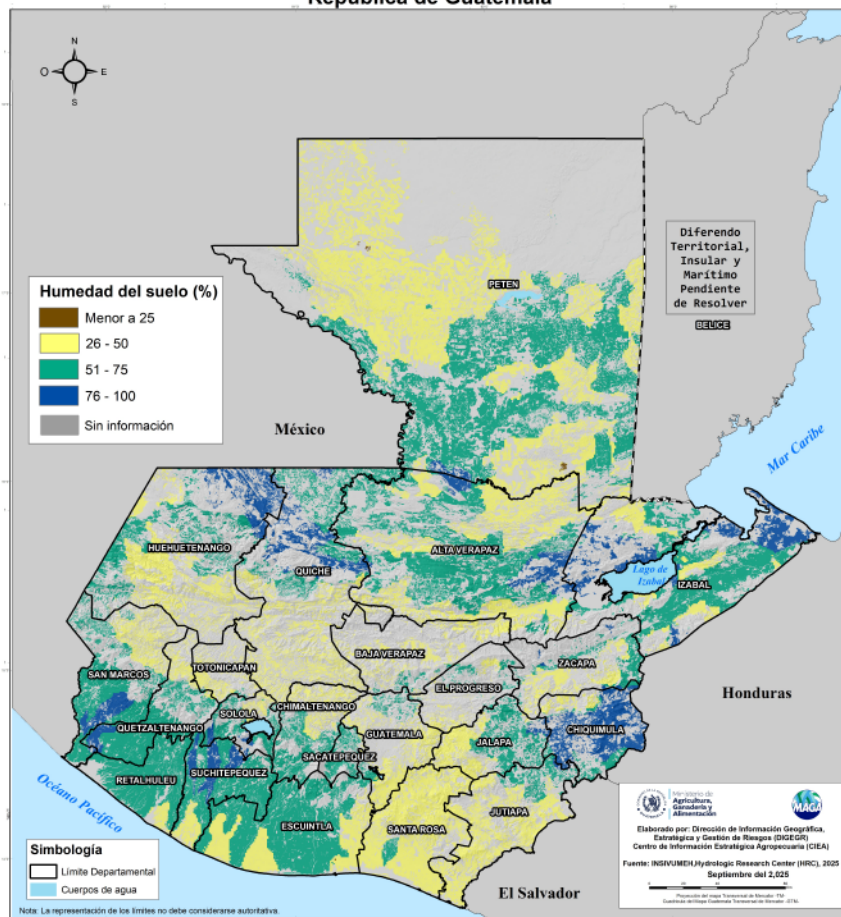 República de Guatemala
N
O
E
S
Diferendo
Territorial,
Insular y
Marítimo
Pendiente
de Resolver
BELICE
PETEN
Humedad del suelo (%)
Menor a 25
26 - 50
51 - 75
76 - 100
Sin información
México
Mar Caribe
HUEHUETENANGO
QUICHE
ALTA VERAPAZ
Lago de
Izabal
IZABAL
BAJA VERAPAZ
ZACAPA
TOTONICAPAN
SAN MARCOS
EL PROGRESO
Honduras
SOLOLA
CHIMALTENANGO
QUETZALTENANGO
GUATEMALA
CHIQUIMULA
JALAPA
SACATEPEQUEZ
RETALHULEU
SUCHITEPEQUEZ
Océano Pacífico
ESCUINTLA
JUTIAPA
SANTA ROSA
El Salvador
Simbología
Límite Departamental
Cuerpos de agua
Nota: La representación de los límites no debe considerarse autoritativa.
Ministerio de
Agricultura,
Ganadería y
Alimentación
MAGA
Elaborado por: Dirección de Información Geográfica,
Estratégica y Gestión de Riesgos (DIGEGR)
Centro de Información Estratégica Agropecuaria (CIEA)
Fuente: INSIVUMEH,Hydrologic Research Center (HRC), 2025
Septiembre del 2,025